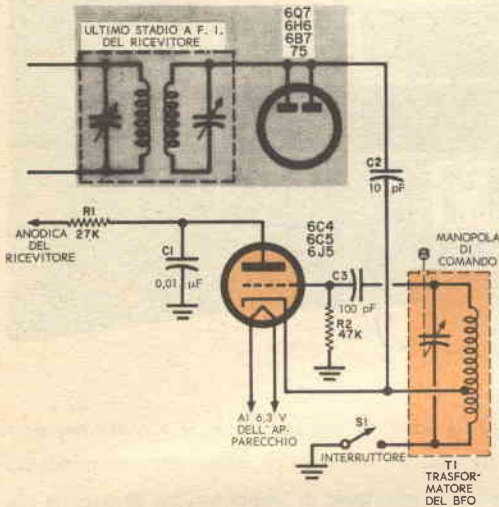 ULTIMO STADIO A F. I.
DEL RICEVITORE
6Q7
6H6
6B7
75
C2
10 pF
R1
27K
ANODICA
DEL
RICEVITORE
C1
0,01 µF
6C4
6C5
6J5
C3
100 pF
R2
47K
MANOPOLA
DI
COMANDO
AI 6,3 V
DELL'AP-
PARECCHIO
S1
INTERRUTTORE
T1
TRASFOR-
MATORE
DEL BFO